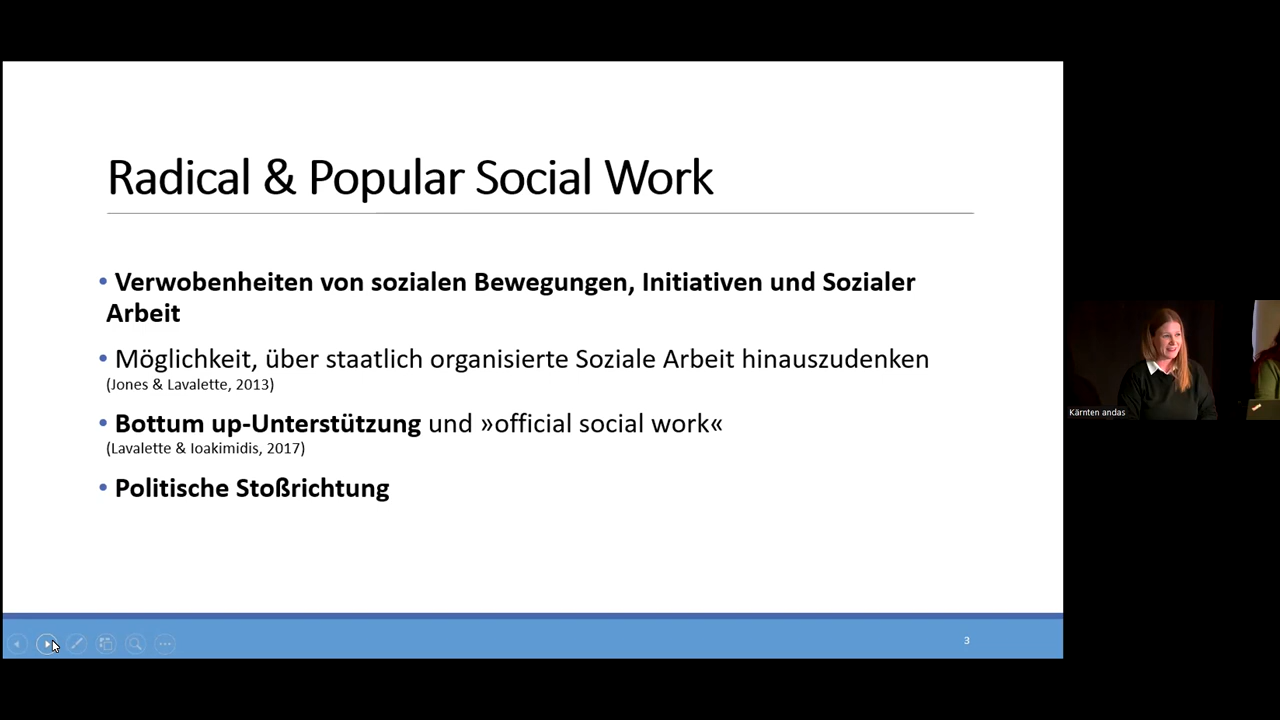 Radical & Popular Social Work
• Verwobenheiten von sozialen Bewegungen, Initiativen und Sozialer
Arbeit
• Möglichkeit, über staatlich organisierte Soziale Arbeit hinauszudenken
(Jones & Lavalette, 2013)
• Bottum up-Unterstützung und »official social work«
(Lavalette & Ioakimidis, 2017)
• Politische Stoßrichtung
3
Kärnten andas